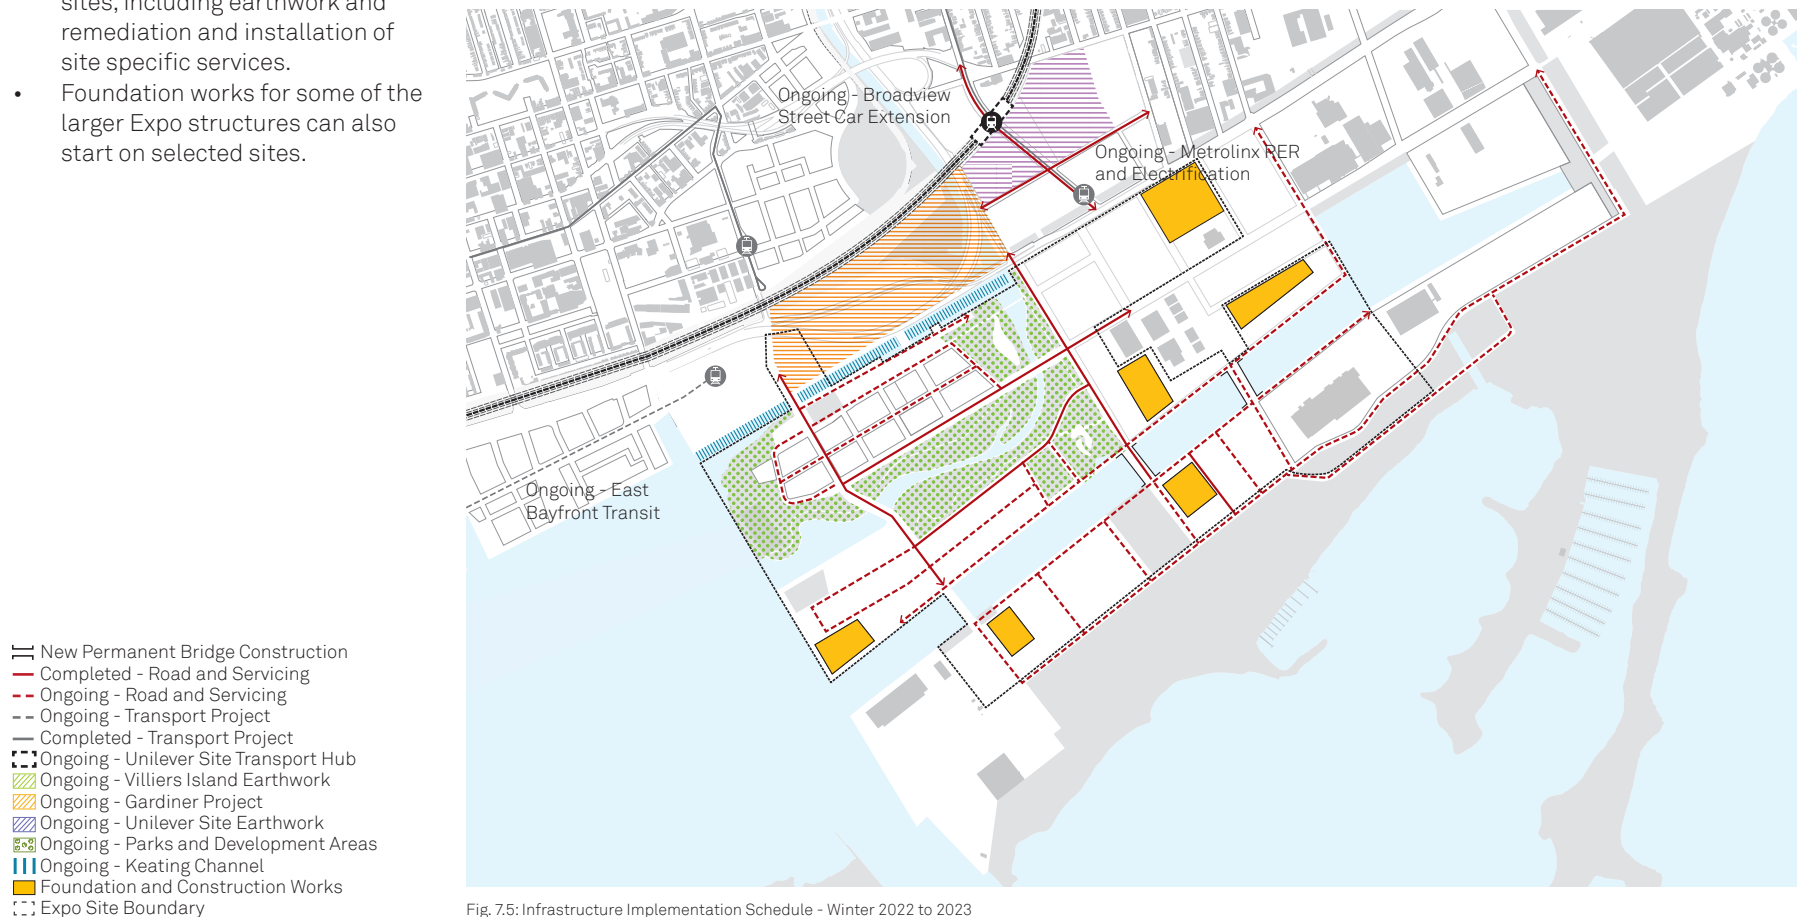 sites, including earthwork and
remediation and installation of
site specific services.
• Foundation works for some of the
larger Expo structures can also
start on selected sites.
Ongoing - Broadview
Street Car Extension
Ongoing - Metrolinx RER
and Electrification
Ongoing - East
Bayfront Transit
New Permanent Bridge Construction
Completed - Road and Servicing
Ongoing - Road and Servicing
Ongoing - Transport Project
Completed - Transport Project
Ongoing - Unilever Site Transport Hub
Ongoing - Villiers Island Earthwork
Ongoing - Gardiner Project
Ongoing - Unilever Site Earthwork
Ongoing - Parks and Development Areas
Ongoing - Keating Channel
Foundation and Construction Works
Expo Site Boundary
Fig. 7.5: Infrastructure Implementation Schedule - Winter 2022 to 2023